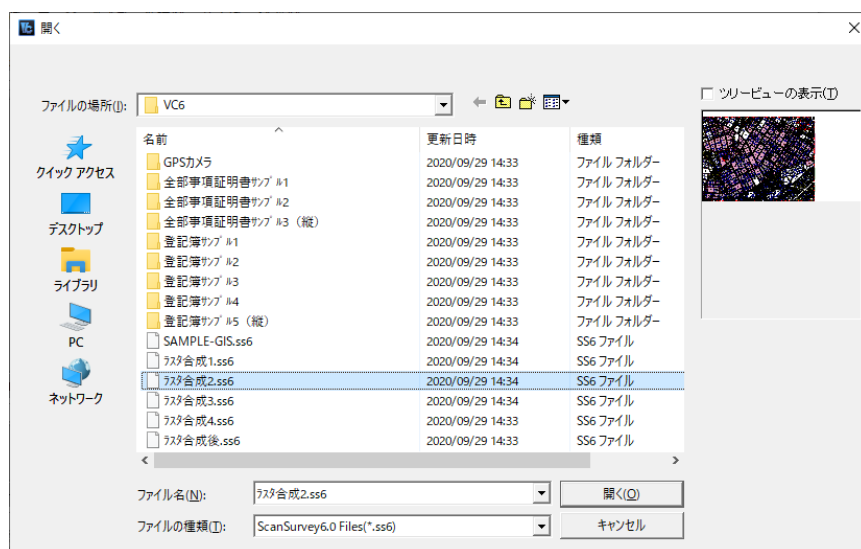 開く
ファイルの場所(I):
VC6
ツリービューの表示(T)
クイック アクセス
デスクトップ
ライブラリ
PC
ネットワーク
名前 更新日時 種類
GPSカメラ 2020/09/29 14:33 ファイル フォルダー
全部事項証明書ｻﾝﾌﾟﾙ1 2020/09/29 14:33 ファイル フォルダー
全部事項証明書ｻﾝﾌﾟﾙ2 2020/09/29 14:33 ファイル フォルダー
全部事項証明書ｻﾝﾌﾟﾙ3（縦） 2020/09/29 14:33 ファイル フォルダー
登記簿ｻﾝﾌﾟﾙ1 2020/09/29 14:33 ファイル フォルダー
登記簿ｻﾝﾌﾟﾙ2 2020/09/29 14:33 ファイル フォルダー
登記簿ｻﾝﾌﾟﾙ3 2020/09/29 14:33 ファイル フォルダー
登記簿ｻﾝﾌﾟﾙ4 2020/09/29 14:33 ファイル フォルダー
登記簿ｻﾝﾌﾟﾙ5（縦） 2020/09/29 14:33 ファイル フォルダー
SAMPLE-GIS.ss6 2020/09/29 14:34 SS6 ファイル
ﾗｽﾀ合成1.ss6 2020/09/29 14:34 SS6 ファイル
ﾗｽﾀ合成2.ss6 2020/09/29 14:34 SS6 ファイル
ﾗｽﾀ合成3.ss6 2020/09/29 14:34 SS6 ファイル
ﾗｽﾀ合成4.ss6 2020/09/29 14:33 SS6 ファイル
ﾗｽﾀ合成後.ss6 2020/09/29 14:33 SS6 ファイル
ファイル名(N): ﾗｽﾀ合成2.ss6 開く(O)
ファイルの種類(T): ScanSurvey6.0 Files(*.ss6) キャンセル